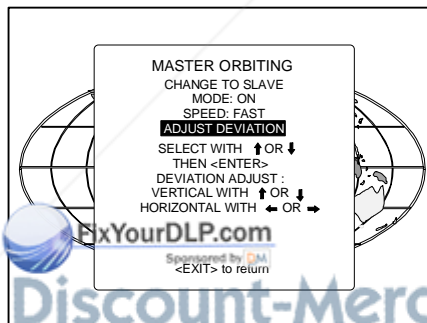 MASTER ORBITING
CHANGE TO SLAVE
MODE: ON
SPEED: FAST
ADJUST DEVIATION
SELECT WITH ⬆ OR ⬇
THEN <ENTER>
DEVIATION ADJUST :
VERTICAL WITH ⬆ OR ⬇
HORIZONTAL WITH ⬅ OR ➡
FixYourDLP.com
Sponsored by DM
<EXIT> to return
Discount-Merc